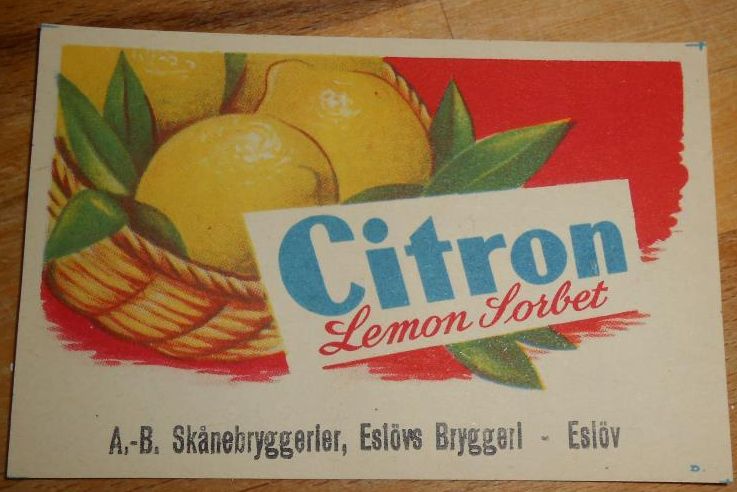 Citron
Lemon Sorbet
A.-B. Skånebryggerier, Eslövs Bryggeri - Eslöv
D.